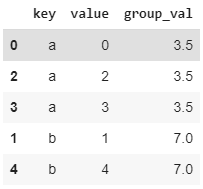 key value group_val
0 a 0 3.5
2 a 2 3.5
3 a 3 3.5
1 b 1 7.0
4 b 4 7.0